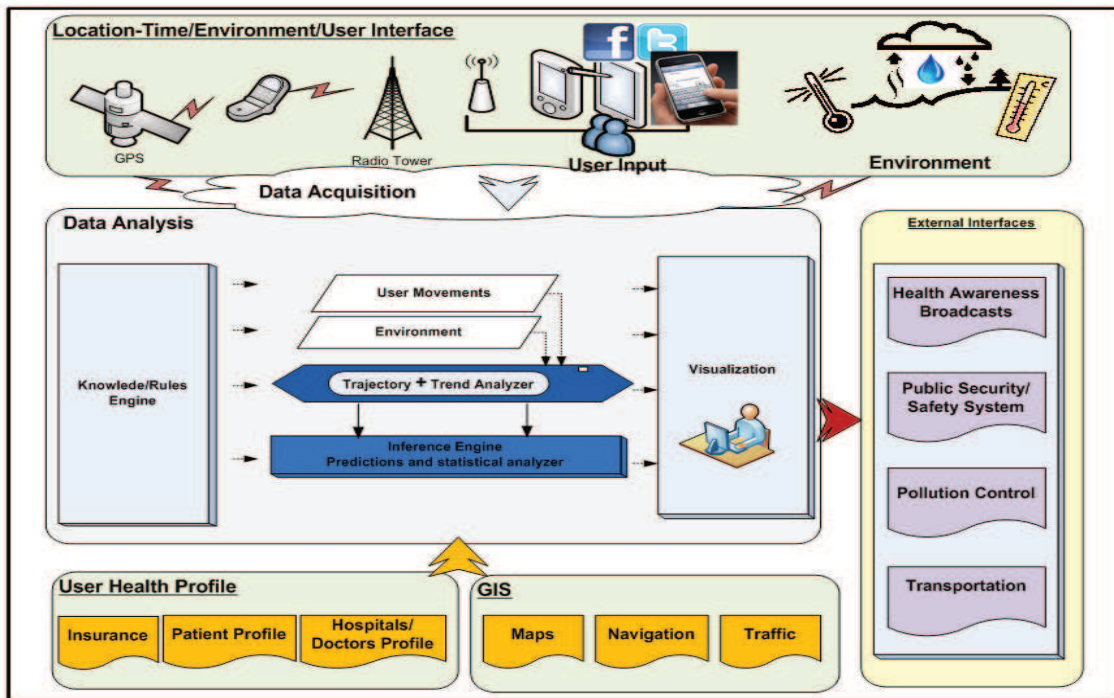 Location-Time/Environment/User Interface
GPS
Radio Tower
User Input
Environment
Data Acquisition
Data Analysis
Knowlede/Rules
Engine
User Movements
Environment
Trajectory + Trend Analyzer
Inference Engine
Predictions and statistical analyzer
Visualization
External Interfaces
Health Awareness
Broadcasts
Public Security/
Safety System
Pollution Control
Transportation
User Health Profile
Insurance
Patient Profile
Hospitals/
Doctors Profile
GIS
Maps
Navigation
Traffic